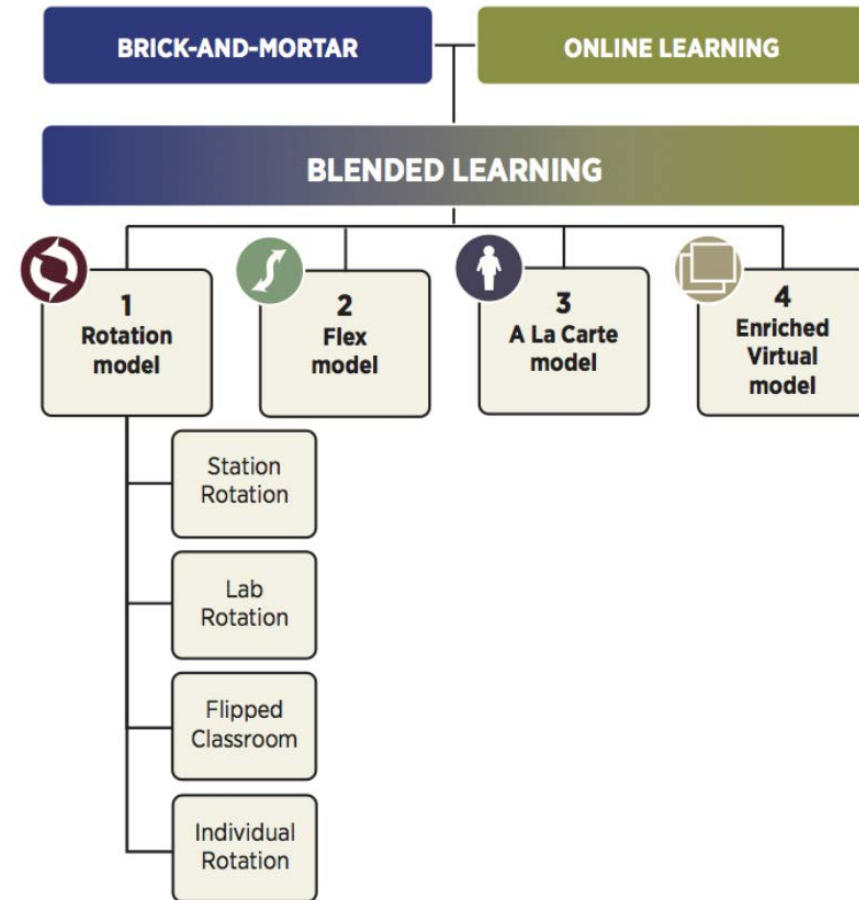 BRICK-AND-MORTAR
ONLINE LEARNING
BLENDED LEARNING
1
Rotation
model
2
Flex
model
3
A La Carte
model
4
Enriched
Virtual
model
Station
Rotation
Lab
Rotation
Flipped
Classroom
Individual
Rotation